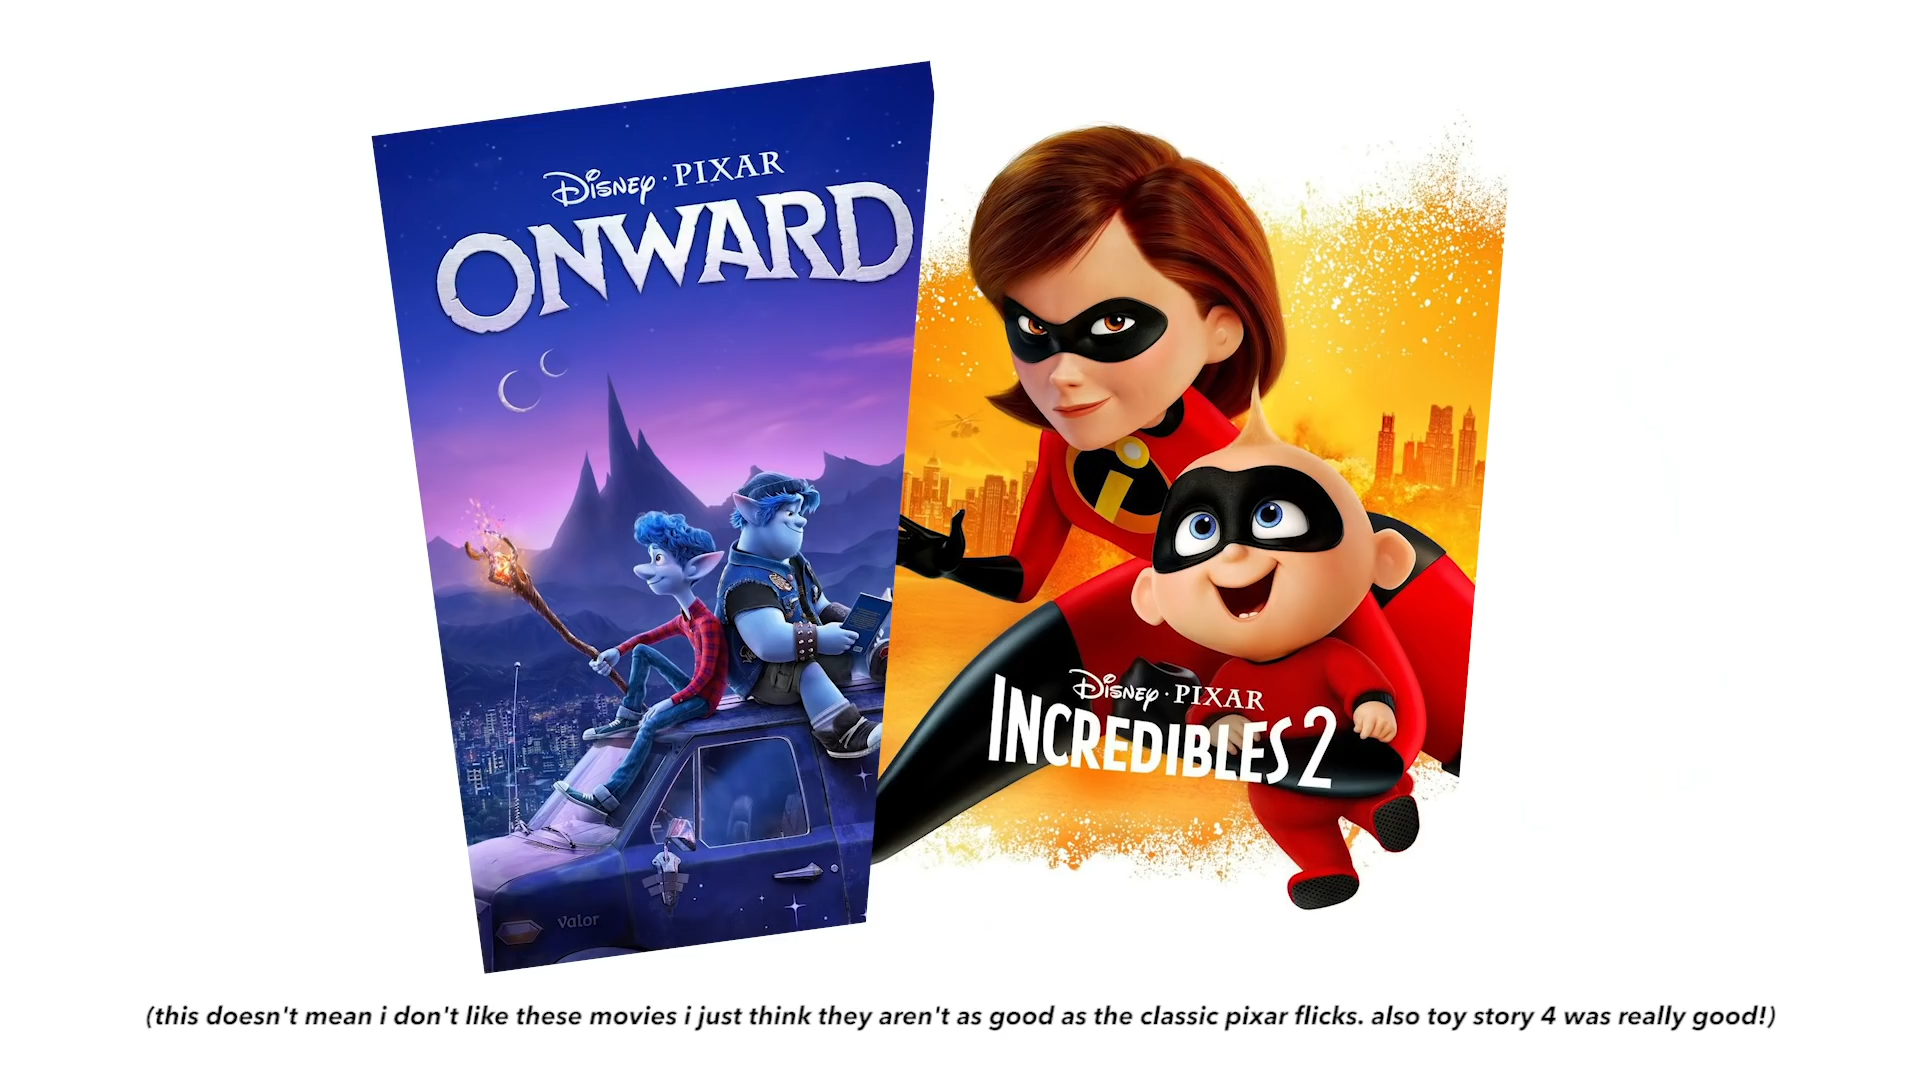 Disney · PIXAR
ONWARD
Valor
Disney · PIXAR
INCREDIBLES 2
(this doesn't mean i don't like these movies i just think they aren't as good as the classic pixar flicks. also toy story 4 was really good!)